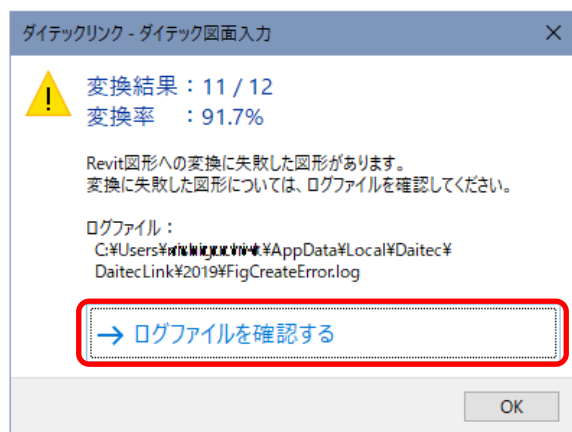 ダイテックリンク - ダイテック図面入力
変換結果：11 / 12
変換率　：91.7%
Revit図形への変換に失敗した図形があります。
変換に失敗した図形については、ログファイルを確認してください。
ログファイル：
C:¥Users¥ ¥AppData¥Local¥Daitec¥
DaitecLink¥2019¥FigCreateError.log
→ ログファイルを確認する
OK